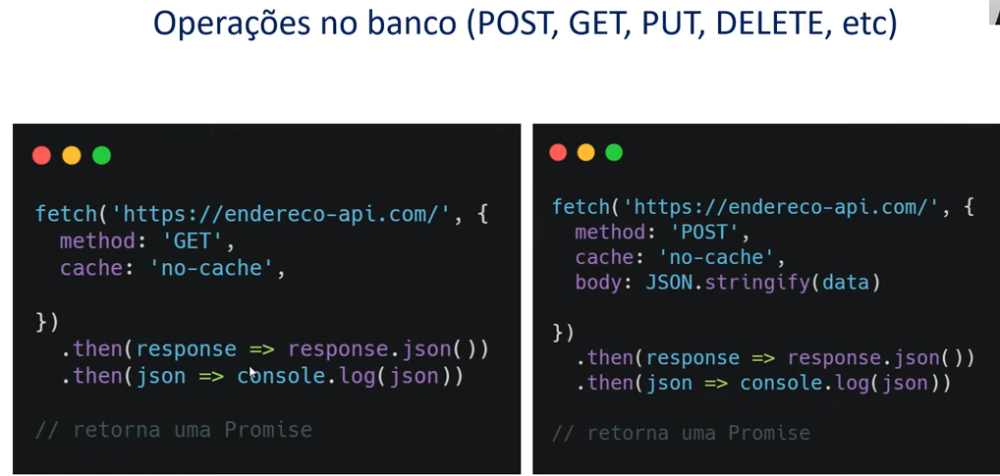 Operações no banco (POST, GET, PUT, DELETE, etc)
fetch('https://endereco-api.com/', {
  method: 'GET',
  cache: 'no-cache',
})
  .then(response => response.json())
  .then(json => console.log(json))
// retorna uma Promise
fetch('https://endereco-api.com/', {
  method: 'POST',
  cache: 'no-cache',
  body: JSON.stringify(data)
})
  .then(response => response.json())
  .then(json => console.log(json))
// retorna uma Promise